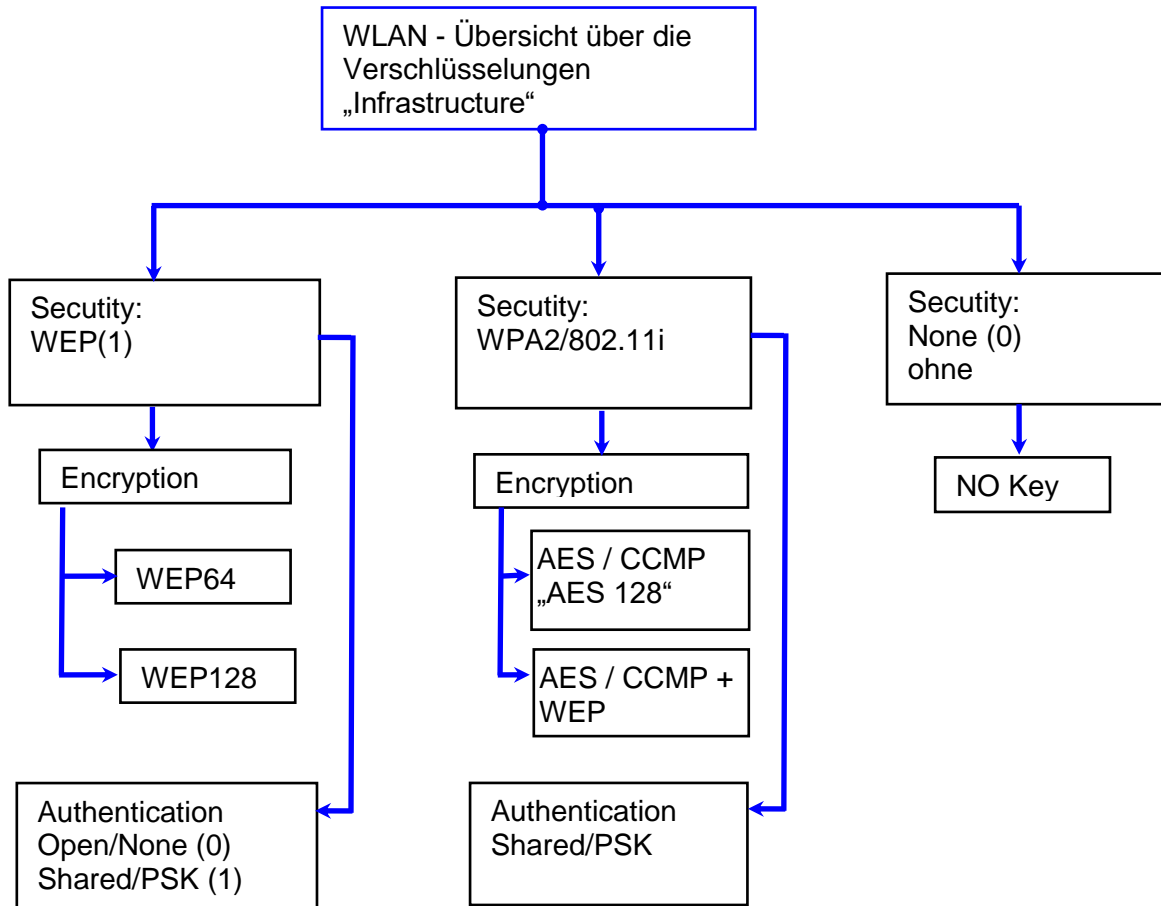 WLAN - Übersicht über die
Verschlüsselungen
„Infrastructure“
Secutity:
WEP(1)
Encryption
WEP64
WEP128
Authentication
Open/None (0)
Shared/PSK (1)
Secutity:
WPA2/802.11i
Encryption
AES / CCMP
„AES 128“
AES / CCMP +
WEP
Authentication
Shared/PSK
Secutity:
None (0)
ohne
NO Key